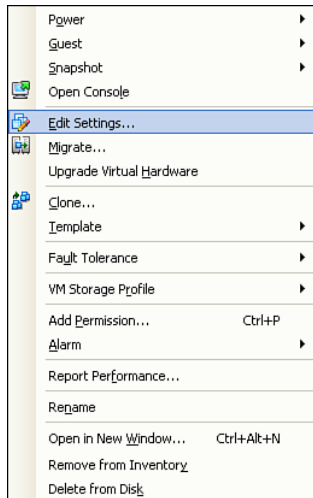 Power
Guest
Snapshot
Open Console
Edit Settings...
Migrate...
Upgrade Virtual Hardware
Clone...
Template
Fault Tolerance
VM Storage Profile
Add Permission... Ctrl+P
Alarm
Report Performance...
Rename
Open in New Window... Ctrl+Alt+N
Remove from Inventory
Delete from Disk